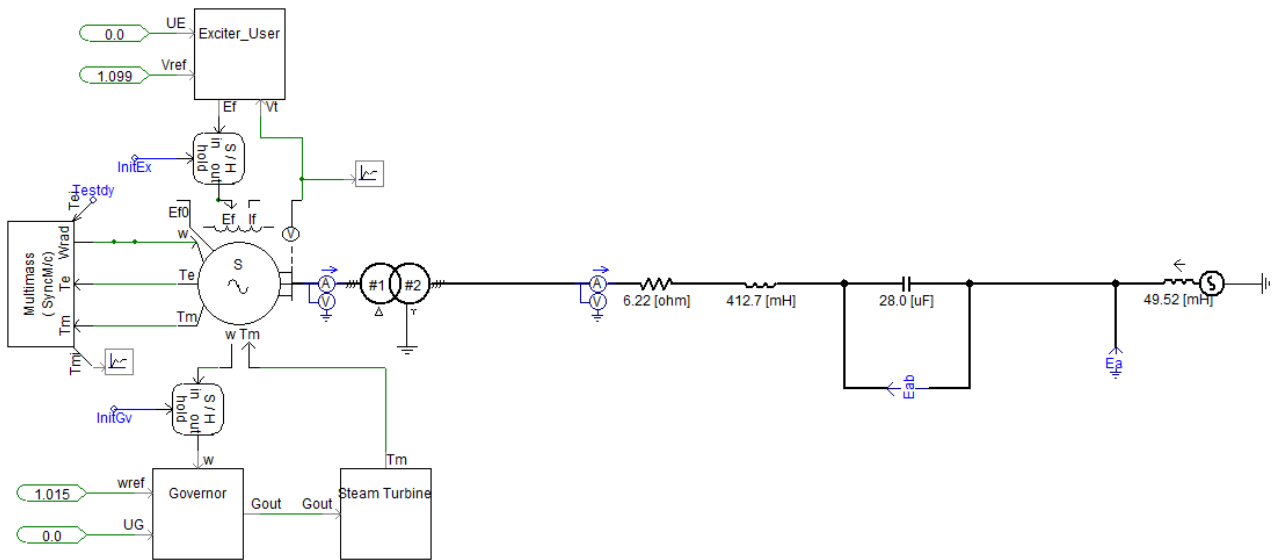 UE
0.0
Exciter_User
Vref
1.099
Ef
Vt
S / H
in out
hold
InitEx
Testdy
Tei
Ef0
Ef
If
Wrad
w
V
S
Multimass
( SyncM/c)
Te
Te
A
V
#1
#2
A
V
6.22 [ohm]
412.7 [mH]
28.0 [uF]
49.52 [mH]
Tm
Tm
Tmi
w
Tm
Eab
Ea
S / H
in out
hold
InitGv
w
Tm
wref
1.015
Governor
Gout
Gout
Steam Turbine
UG
0.0